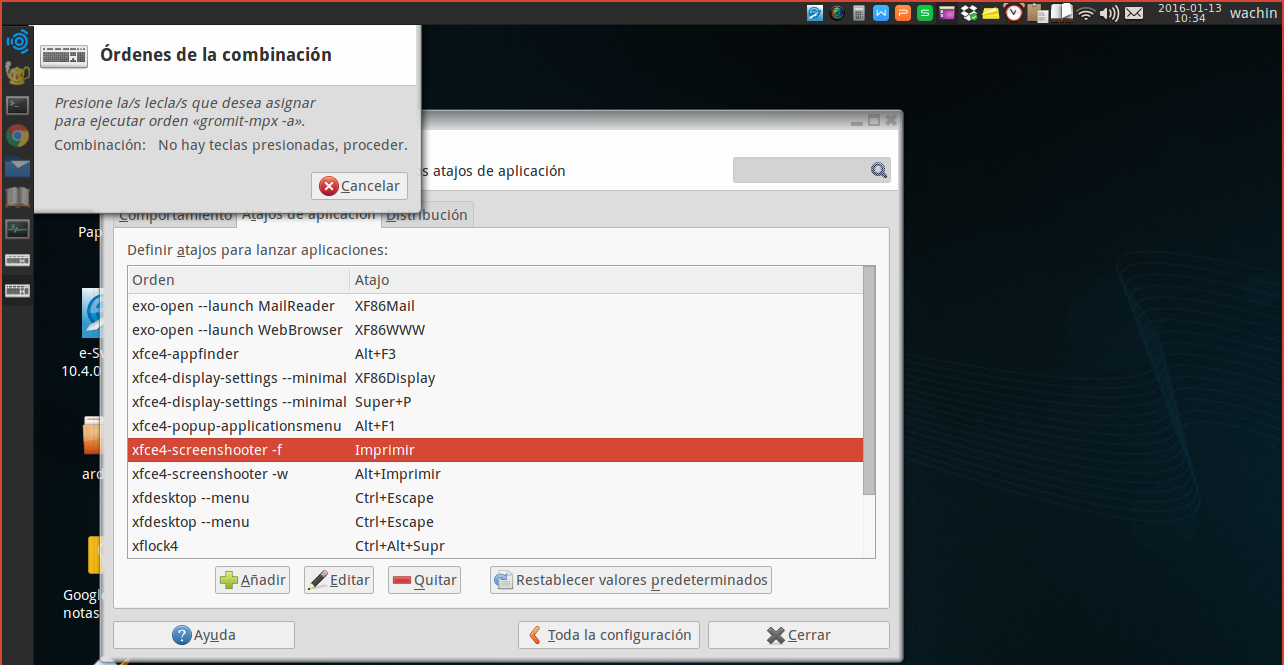 2016-01-13
10:34
wachin
Órdenes de la combinación
Presione la/s lecla/s que desea asignar
para ejecutar orden «gromit-mpx -a».
Combinación: No hay teclas presionadas, proceder.
Cancelar
s atajos de aplicación
Comportamiento Atajos de aplicación Distribución
Definir atajos para lanzar aplicaciones:
Orden Atajo
exo-open --launch MailReader XF86Mail
exo-open --launch WebBrowser XF86WWW
xfce4-appfinder Alt+F3
xfce4-display-settings --minimal XF86Display
xfce4-display-settings --minimal Super+P
xfce4-popup-applicationsmenu Alt+F1
xfce4-screenshooter -f Imprimir
xfce4-screenshooter -w Alt+Imprimir
xfdesktop --menu Ctrl+Escape
xfdesktop --menu Ctrl+Escape
xflock4 Ctrl+Alt+Supr
Añadir Editar Quitar Restablecer valores predeterminados
Ayuda Toda la configuración Cerrar
Pap
e-Sw
10.4.0
ard
Google
notas